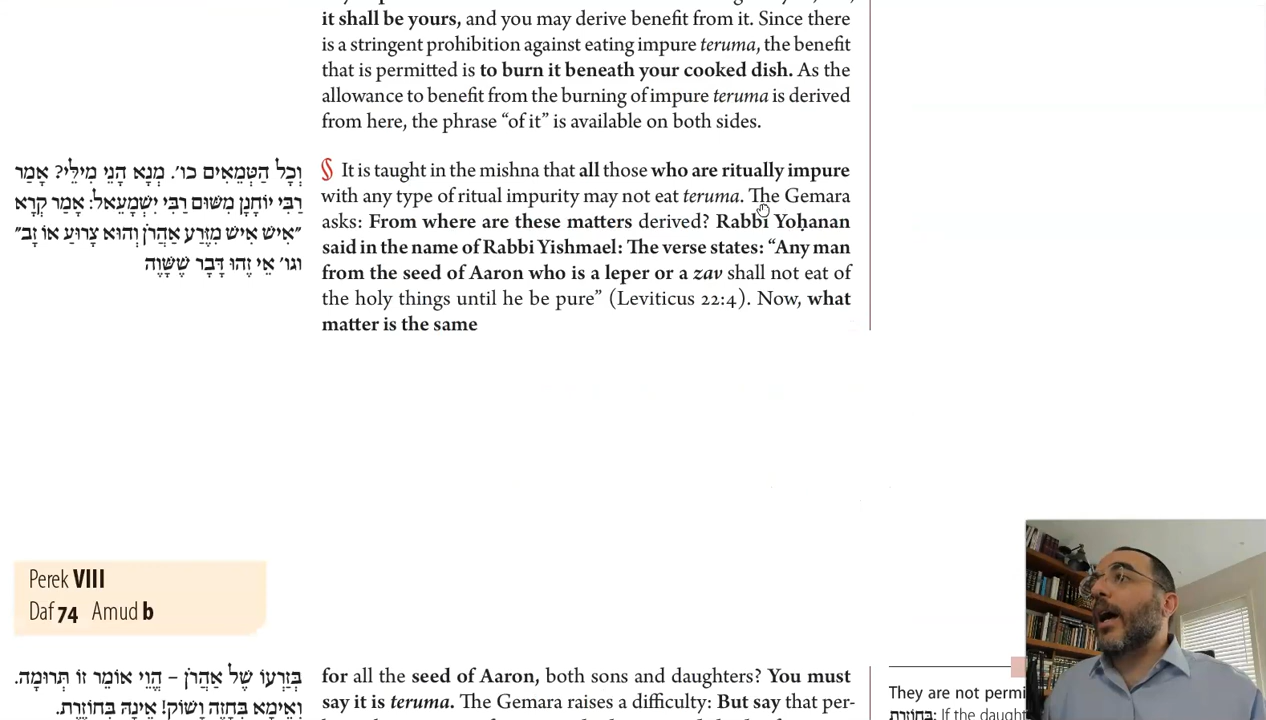 it shall be yours, and you may derive benefit from it. Since there
is a stringent prohibition against eating impure teruma, the benefit
that is permitted is to burn it beneath your cooked dish. As the
allowance to benefit from the burning of impure teruma is derived
from here, the phrase “of it” is available on both sides.
וְכָל הַטְּמֵאִים כו׳. מְנָא הָנֵי מִילֵּי? אָמַר
רַבִּי יוֹחָנָן מִשּׁוּם רַבִּי יִשְׁמָעֵאל: אָמַר קְרָא
״אִישׁ אִישׁ מִזֶּרַע אַהֲרֹן וְהוּא צָרוּעַ אוֹ זָב״
וגו׳ אֵי זֶהוּ דָּבָר שֶׁשָּׁוֶה
§ It is taught in the mishna that all those who are ritually impure
with any type of ritual impurity may not eat teruma. The Gemara
asks: From where are these matters derived? Rabbi Yoḥanan
said in the name of Rabbi Yishmael: The verse states: “Any man
from the seed of Aaron who is a leper or a zav shall not eat of
the holy things until he be pure” (Leviticus 22:4). Now, what
matter is the same
Perek VIII
Daf 74 Amud b
בְּזַרְעוֹ שֶׁל אַהֲרֹן – הֱוֵי אוֹמֵר זוֹ תְּרוּמָה.
וְאֵימָא בְּחָזֶה וָשׁוֹק! אֵינָהּ בְּחוֹזֶרֶת.
for all the seed of Aaron, both sons and daughters? You must
say it is teruma. The Gemara raises a difficulty: But say that per-
They are not permi
בְּחוֹזֶרֶת: If the daught